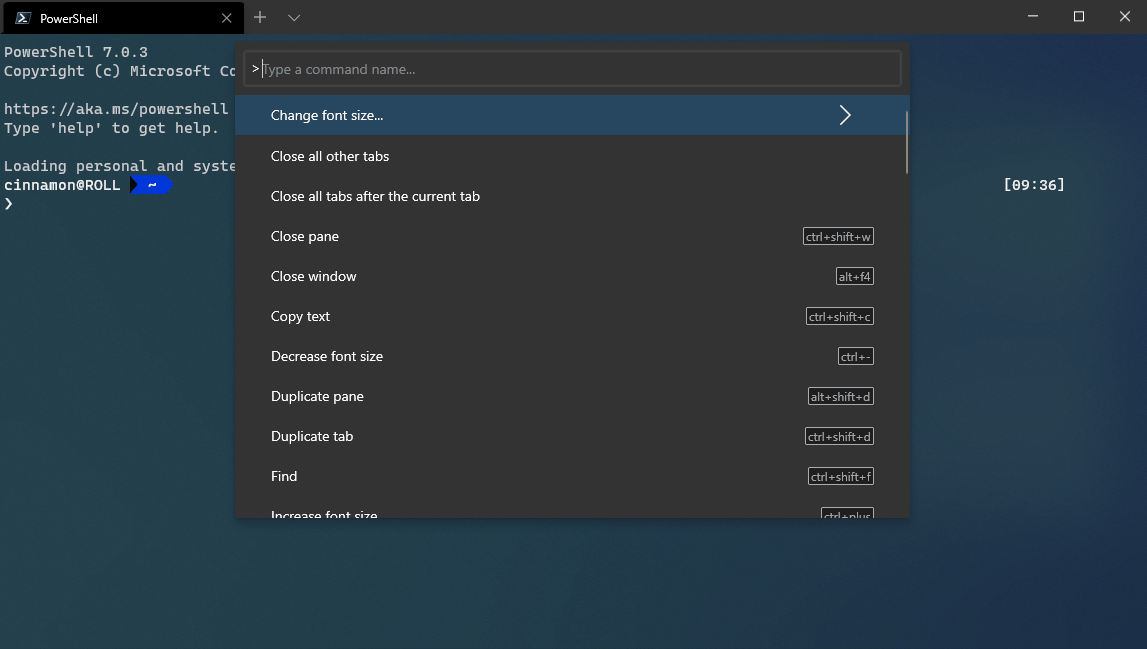 PowerShell
PowerShell 7.0.3
Copyright (c) Microsoft Co
https://aka.ms/powershell
Type 'help' to get help.
Loading personal and syste
cinnamon@ROLL ~
❯
[09:36]
>Type a command name...
Change font size...
Close all other tabs
Close all tabs after the current tab
Close pane ctrl+shift+w
Close window alt+f4
Copy text ctrl+shift+c
Decrease font size ctrl+-
Duplicate pane alt+shift+d
Duplicate tab ctrl+shift+d
Find ctrl+shift+f
Increase font size ctrl+plus